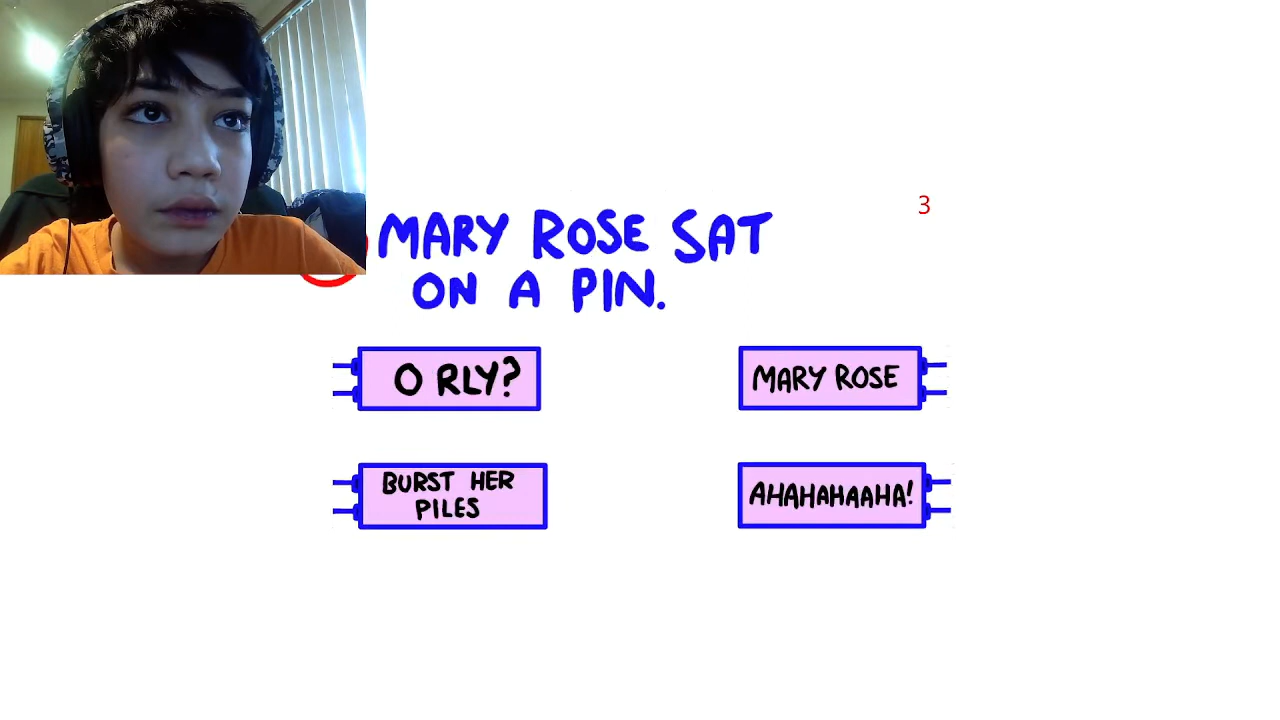 3
MARY ROSE SAT
ON A PIN.
O RLY?
MARY ROSE
BURST HER
PILES
AHAHAHAAHA!